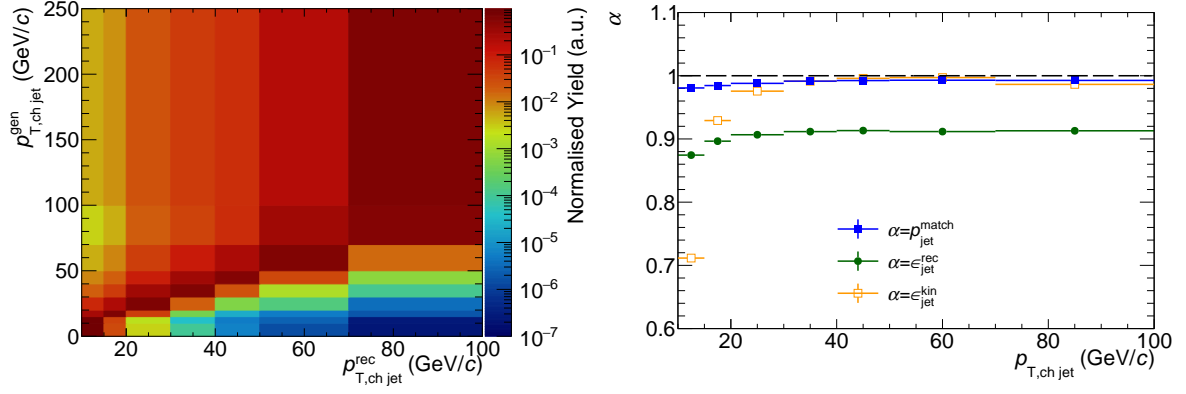 250
200
150
100
50
0
p^gen_T,ch jet (GeV/c)
20 40 60 80 100
p^rec_T,ch jet (GeV/c)
10^−1
10^−2
10^−3
10^−4
10^−5
10^−6
10^−7
Normalised Yield (a.u.)
α
1.1
1
0.9
0.8
0.7
0.6
α=p^match_jet
α=ϵ^rec_jet
α=ϵ^kin_jet
20 40 60 80 100
p_T,ch jet (GeV/c)